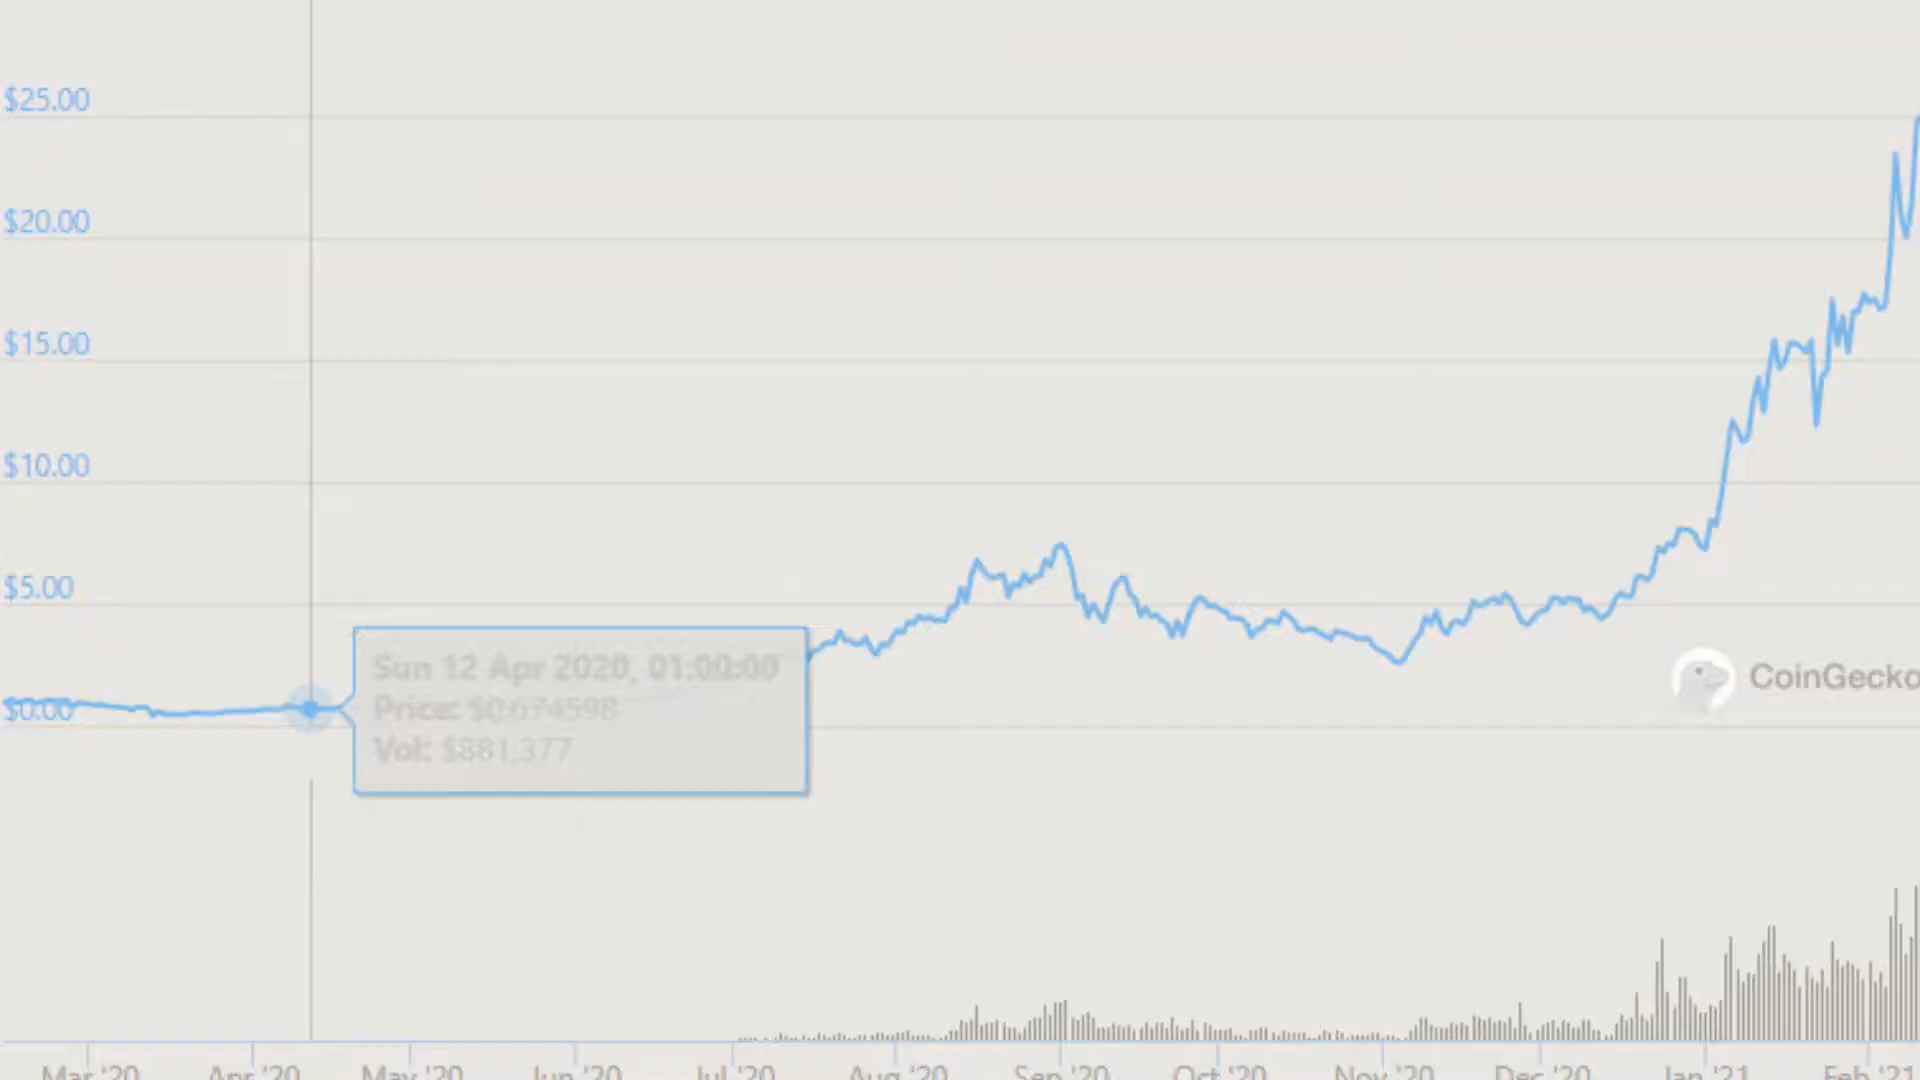 $25.00
$20.00
$15.00
$10.00
$5.00
$0.00
Sun 12 Apr 2020, 01:00:00
Price: $0.674598
Vol: $881,377
CoinGecko
Mar '20 Apr '20 May '20 Jun '20 Jul '20 Aug '20 Sep '20 Oct '20 Nov '20 Dec '20 Jan '21 Feb '21